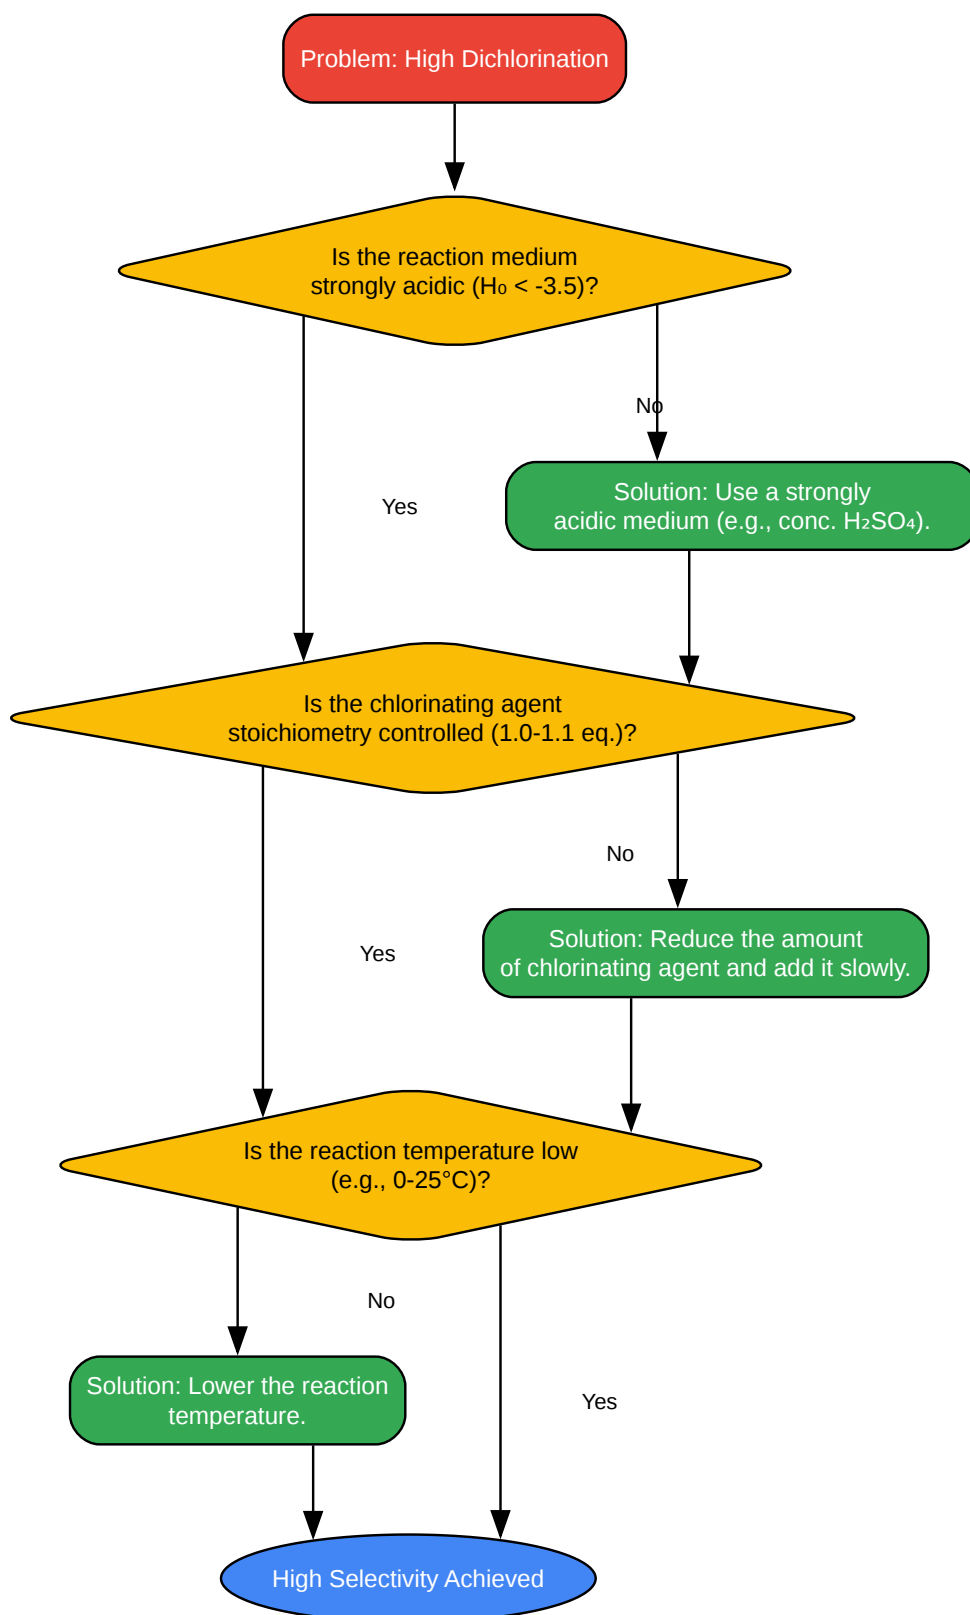 Problem: High Dichlorination
Is the reaction medium
strongly acidic (H₀ < -3.5)?
No
Solution: Use a strongly
acidic medium (e.g., conc. H₂SO₄).
Yes
Is the chlorinating agent
stoichiometry controlled (1.0-1.1 eq.)?
No
Solution: Reduce the amount
of chlorinating agent and add it slowly.
Yes
Is the reaction temperature low
(e.g., 0-25°C)?
No
Solution: Lower the reaction
temperature.
Yes
High Selectivity Achieved